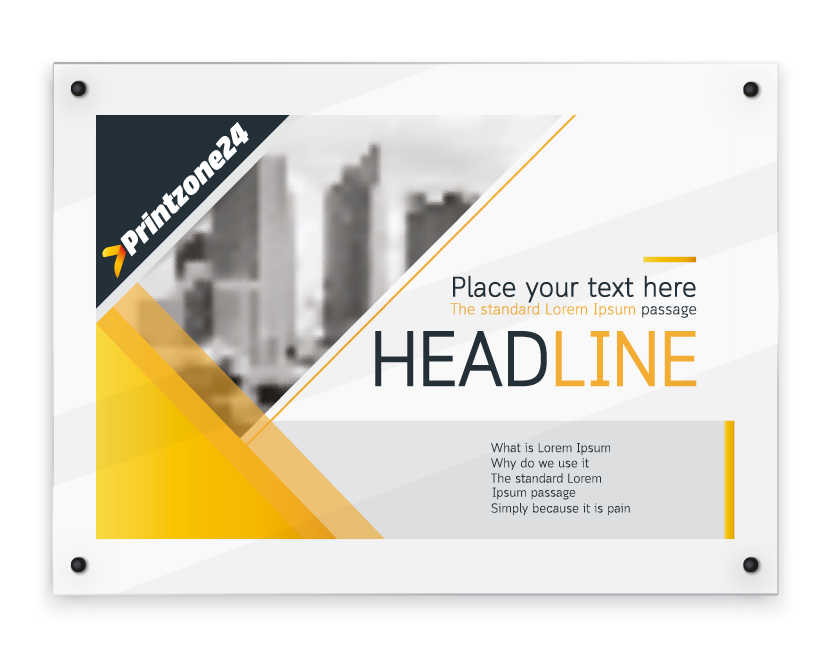 Printzone24
Place your text here
The standard Lorem Ipsum passage
HEADLINE
What is Lorem Ipsum
Why do we use it
The standard Lorem
Ipsum passage
Simply because it is pain